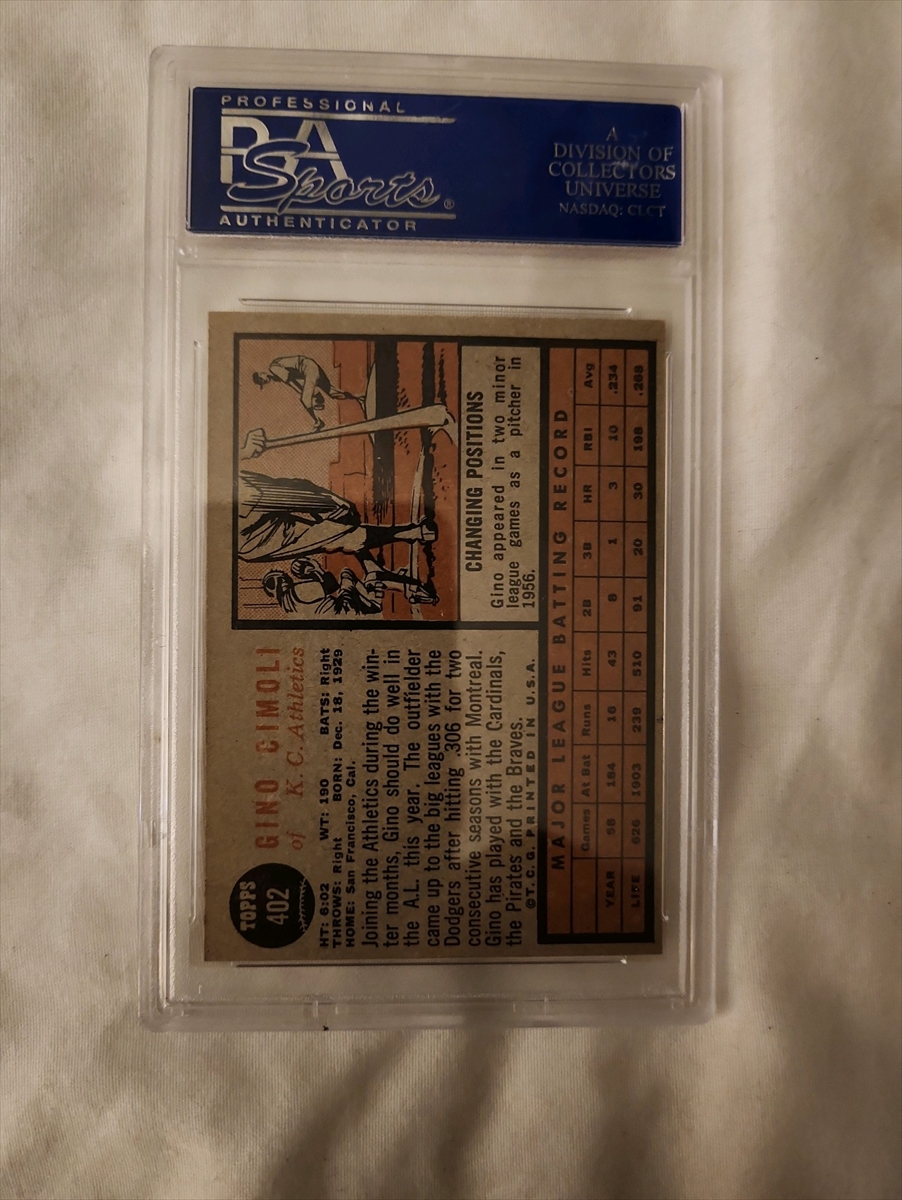 PROFESSIONAL
PSA
Sports®
AUTHENTICATOR
A
DIVISION OF
COLLECTORS
UNIVERSE
NASDAQ: CLCT
TOPPS
402
GINO CIMOLI
of K. C. Athletics
HT: 6:02 WT: 190 BATS: Right
THROWS: Right BORN: Dec. 18, 1929
HOME: San Francisco, Cal.
Joining the Athletics during the win-
ter months, Gino should do well in
the A.L. this year. The outfielder
came up to the big leagues with the
Dodgers after hitting .306 for two
consecutive seasons with Montreal.
Gino has played with the Cardinals,
the Pirates and the Braves.
©T.C.G. PRINTED IN U.S.A.
CHANGING POSITIONS
Gino appeared in two minor
league games as a pitcher in
1956.
MAJOR LEAGUE BATTING RECORD
Games At Bat Runs Hits 2B 3B HR RBI Avg
YEAR 58 184 16 43 8 1 3 10 .234
LIFE 626 1903 239 510 91 20 30 198 .268